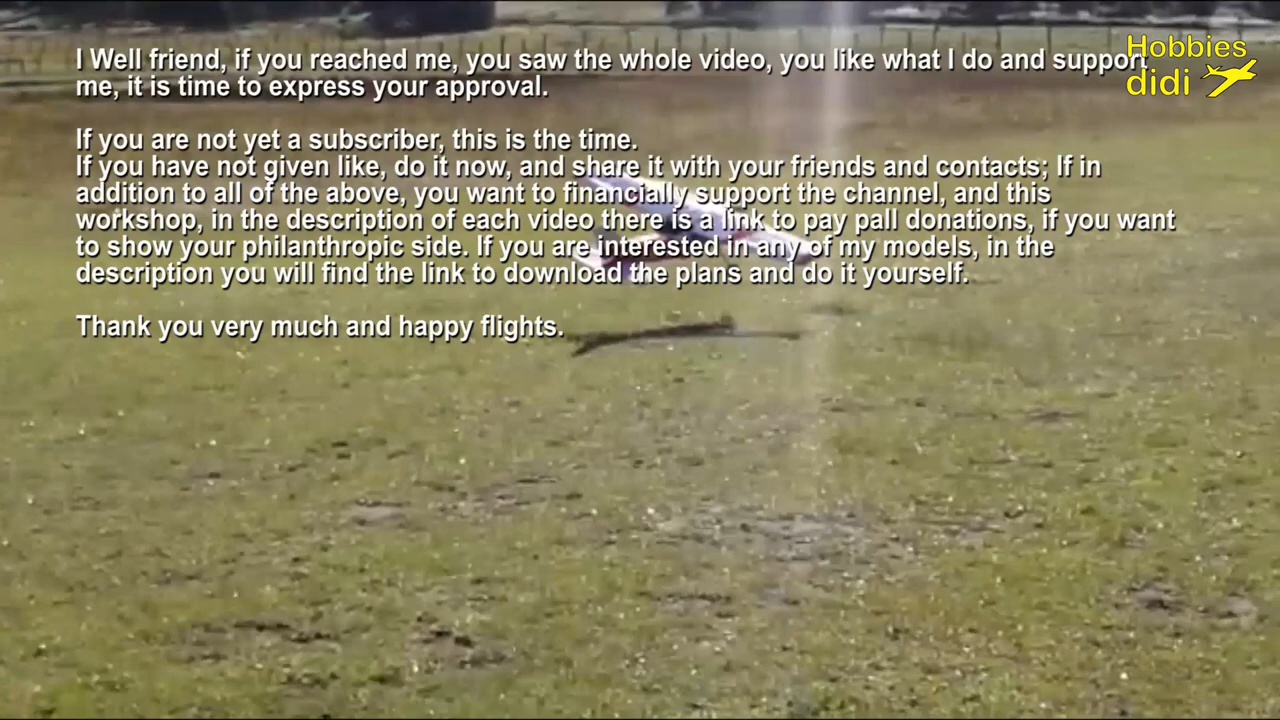 I Well friend, if you reached me, you saw the whole video, you like what I do and support
me, it is time to express your approval.
If you are not yet a subscriber, this is the time.
If you have not given like, do it now, and share it with your friends and contacts; If in
addition to all of the above, you want to financially support the channel, and this
workshop, in the description of each video there is a link to pay pall donations, if you want
to show your philanthropic side. If you are interested in any of my models, in the
description you will find the link to download the plans and do it yourself.
Thank you very much and happy flights.
Hobbies
didi